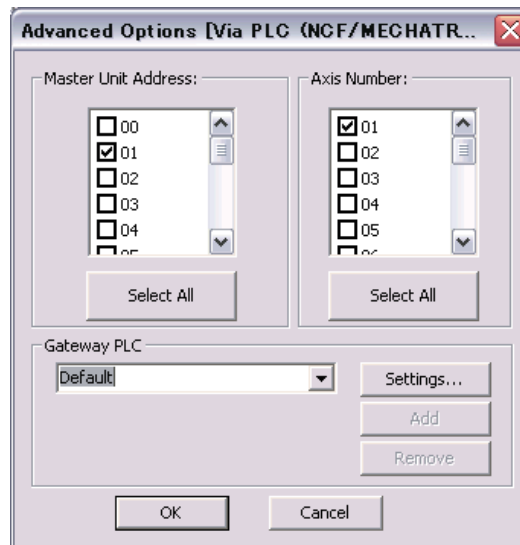 Advanced Options [Via PLC (NCF/MECHATR...
Master Unit Address:
00
01
02
03
04
Select All
Axis Number:
01
02
03
04
05
Select All
Gateway PLC
Default
Settings...
Add
Remove
OK
Cancel